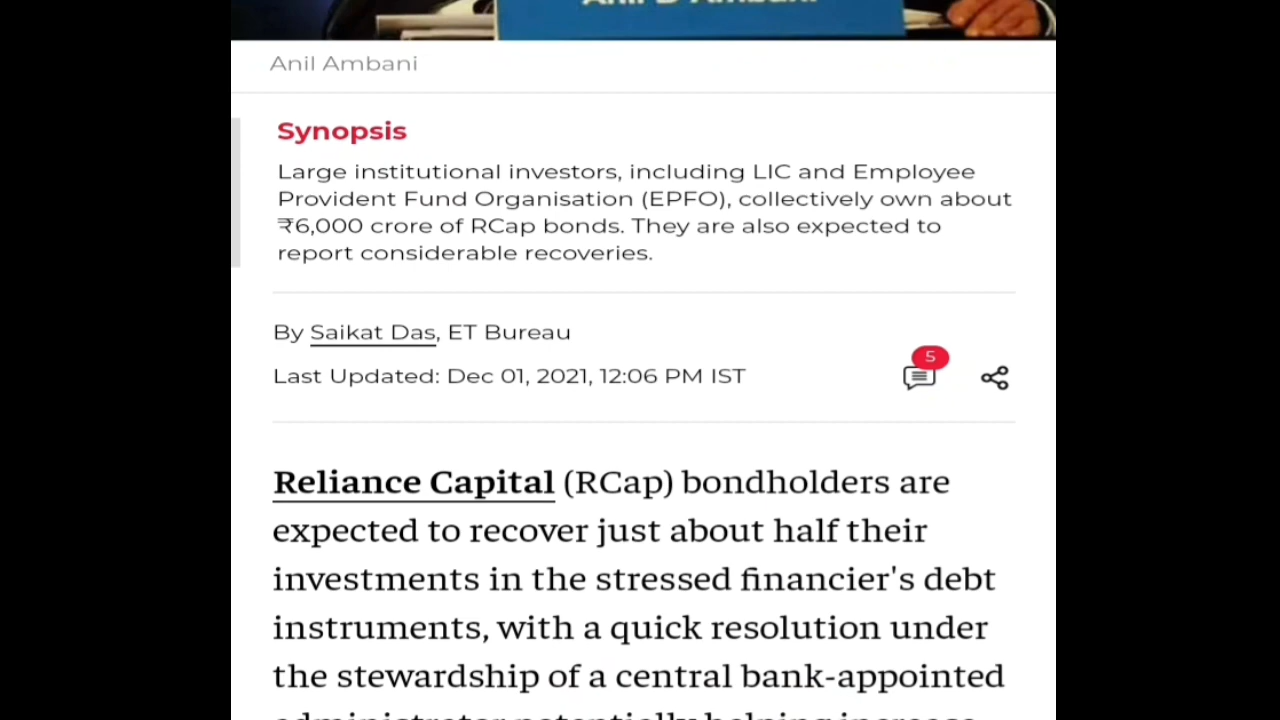 Anil Ambani
Synopsis
Large institutional investors, including LIC and Employee
Provident Fund Organisation (EPFO), collectively own about
₹6,000 crore of RCap bonds. They are also expected to
report considerable recoveries.
By Saikat Das, ET Bureau
5
Last Updated: Dec 01, 2021, 12:06 PM IST
Reliance Capital (RCap) bondholders are
expected to recover just about half their
investments in the stressed financier's debt
instruments, with a quick resolution under
the stewardship of a central bank-appointed